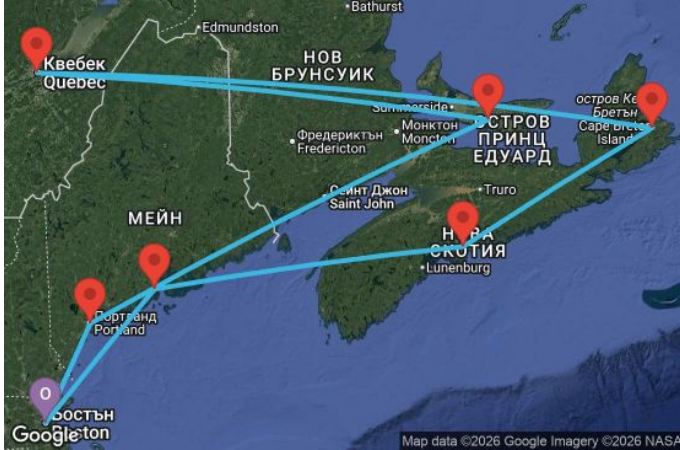 Bathurst
Edmundston
Квебек
Quebec
НОВ
БРУНСУИК
Summerside
Монктон
Moncton
ОСТРОВ
ПРИНЦ
ЕДУАРД
остров Ке
Бретън
Cape Breton
Island
Фредериктън
Fredericton
Сейнт Джон
Saint John
Truro
МЕЙН
НОВА
СКОТИЯ
Lunenburg
Портланд
Portland
O
Бостън
Boston
Google
Map data ©2026 Google Imagery ©2026 NASA